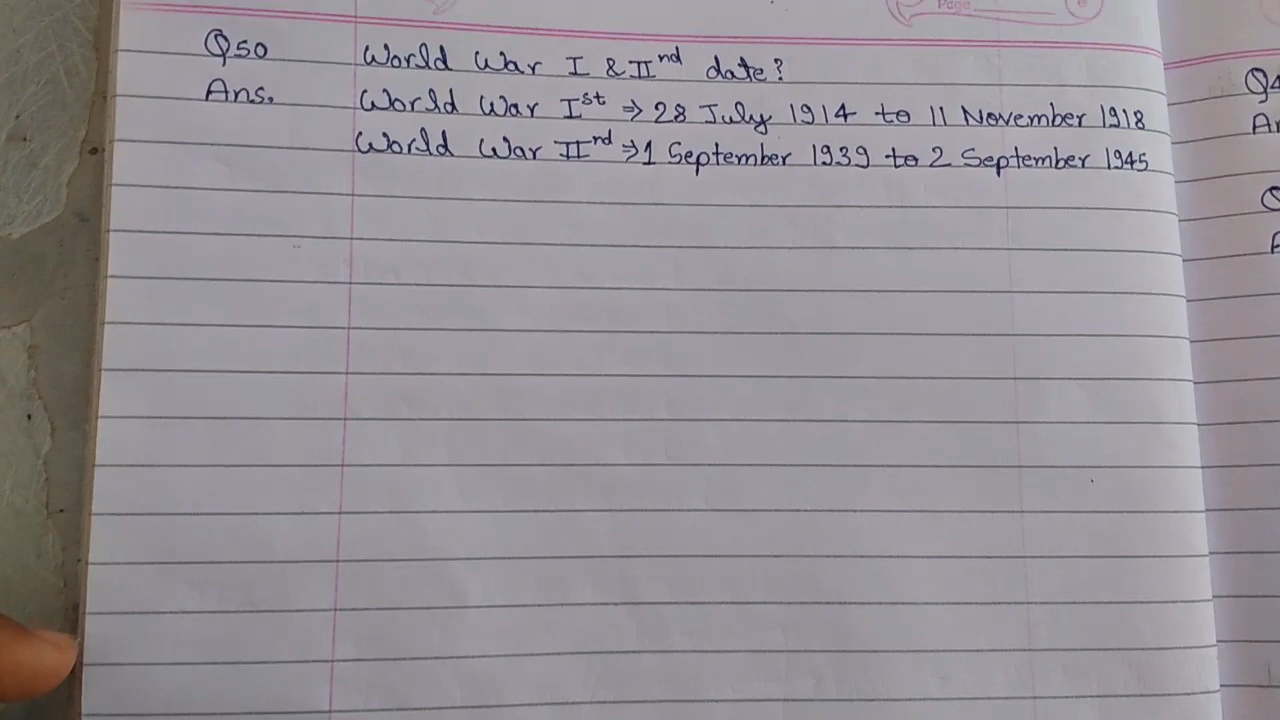 Page
Q50 World War I & IInd date?
Ans. World War Ist ⇒ 28 July 1914 to 11 November 1918
World War IInd ⇒ 1 September 1939 to 2 September 1945